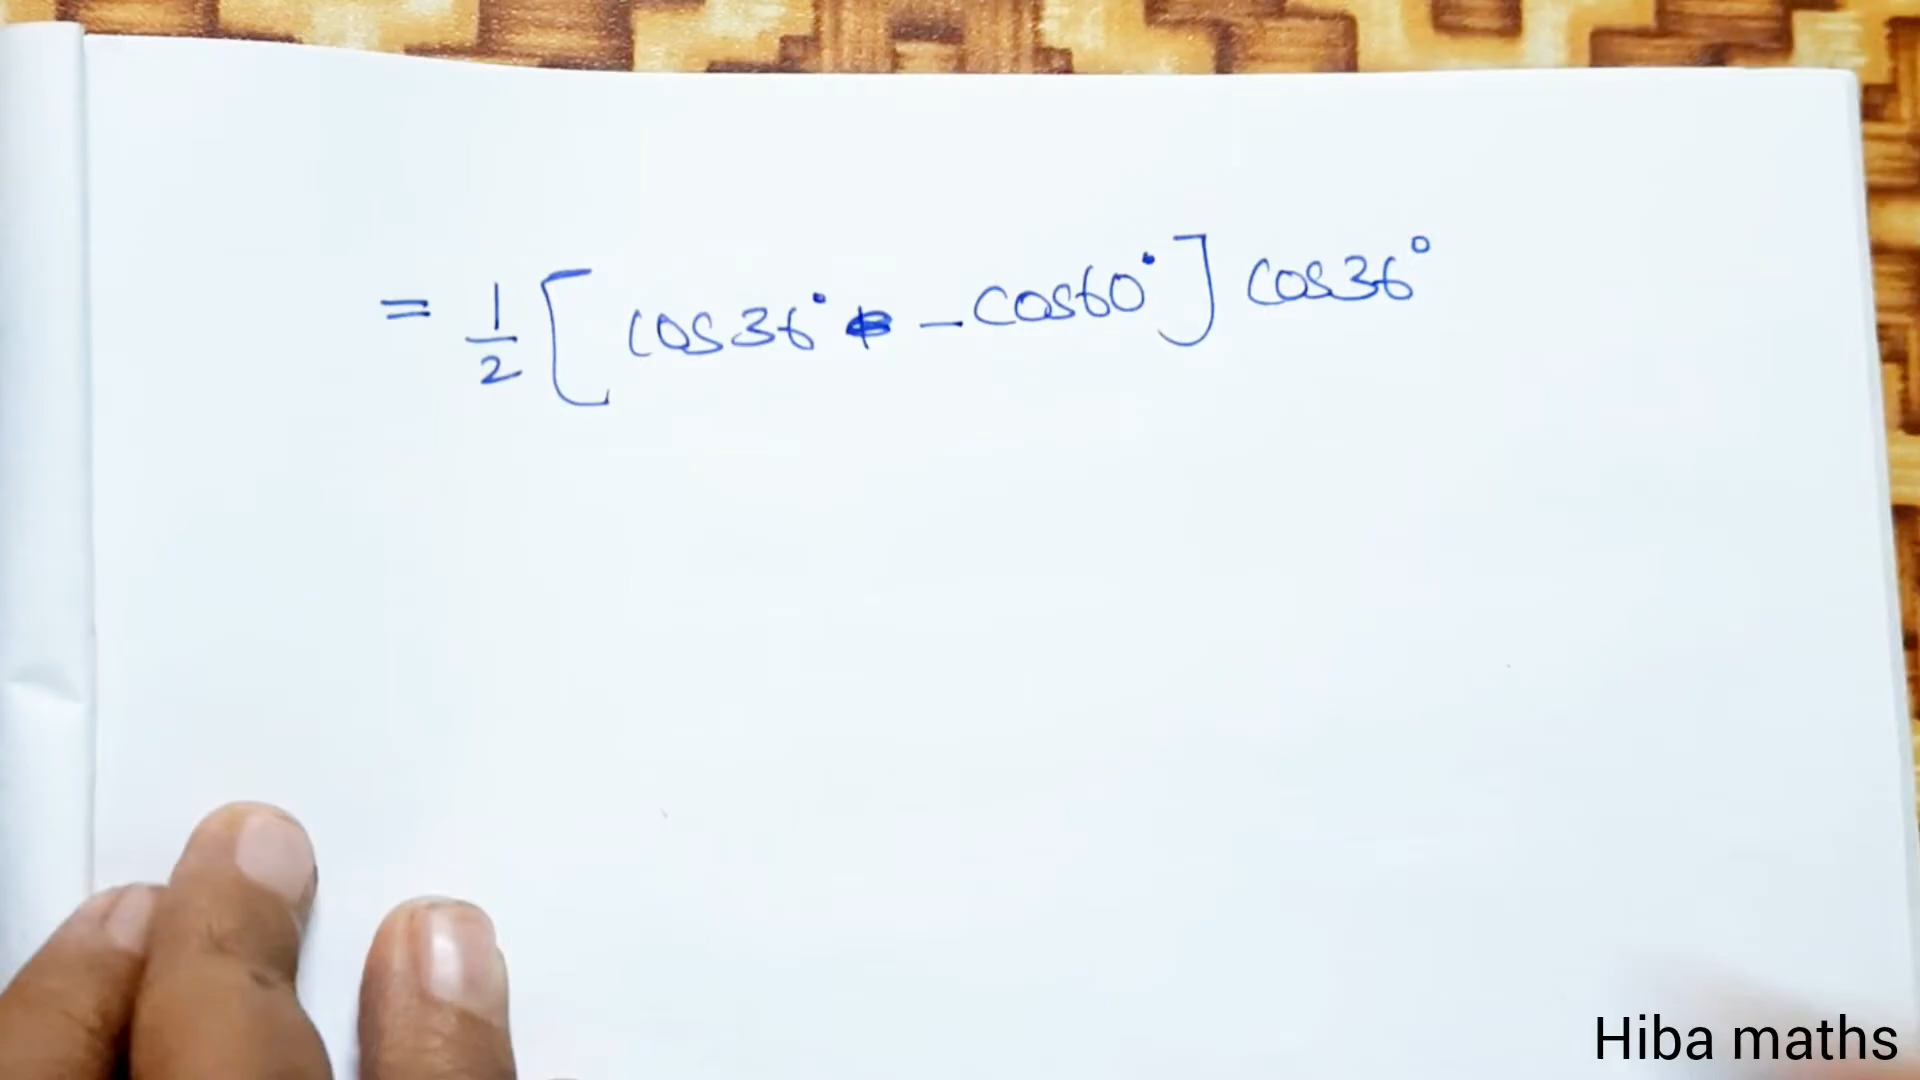 = 1/2 [ cos36° - cos60° ] cos36°
Hiba maths